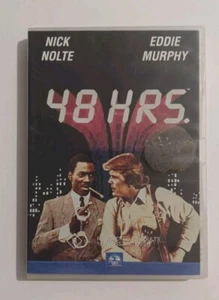 NICK EDDIE
NOLTE MURPHY
48 HRS.